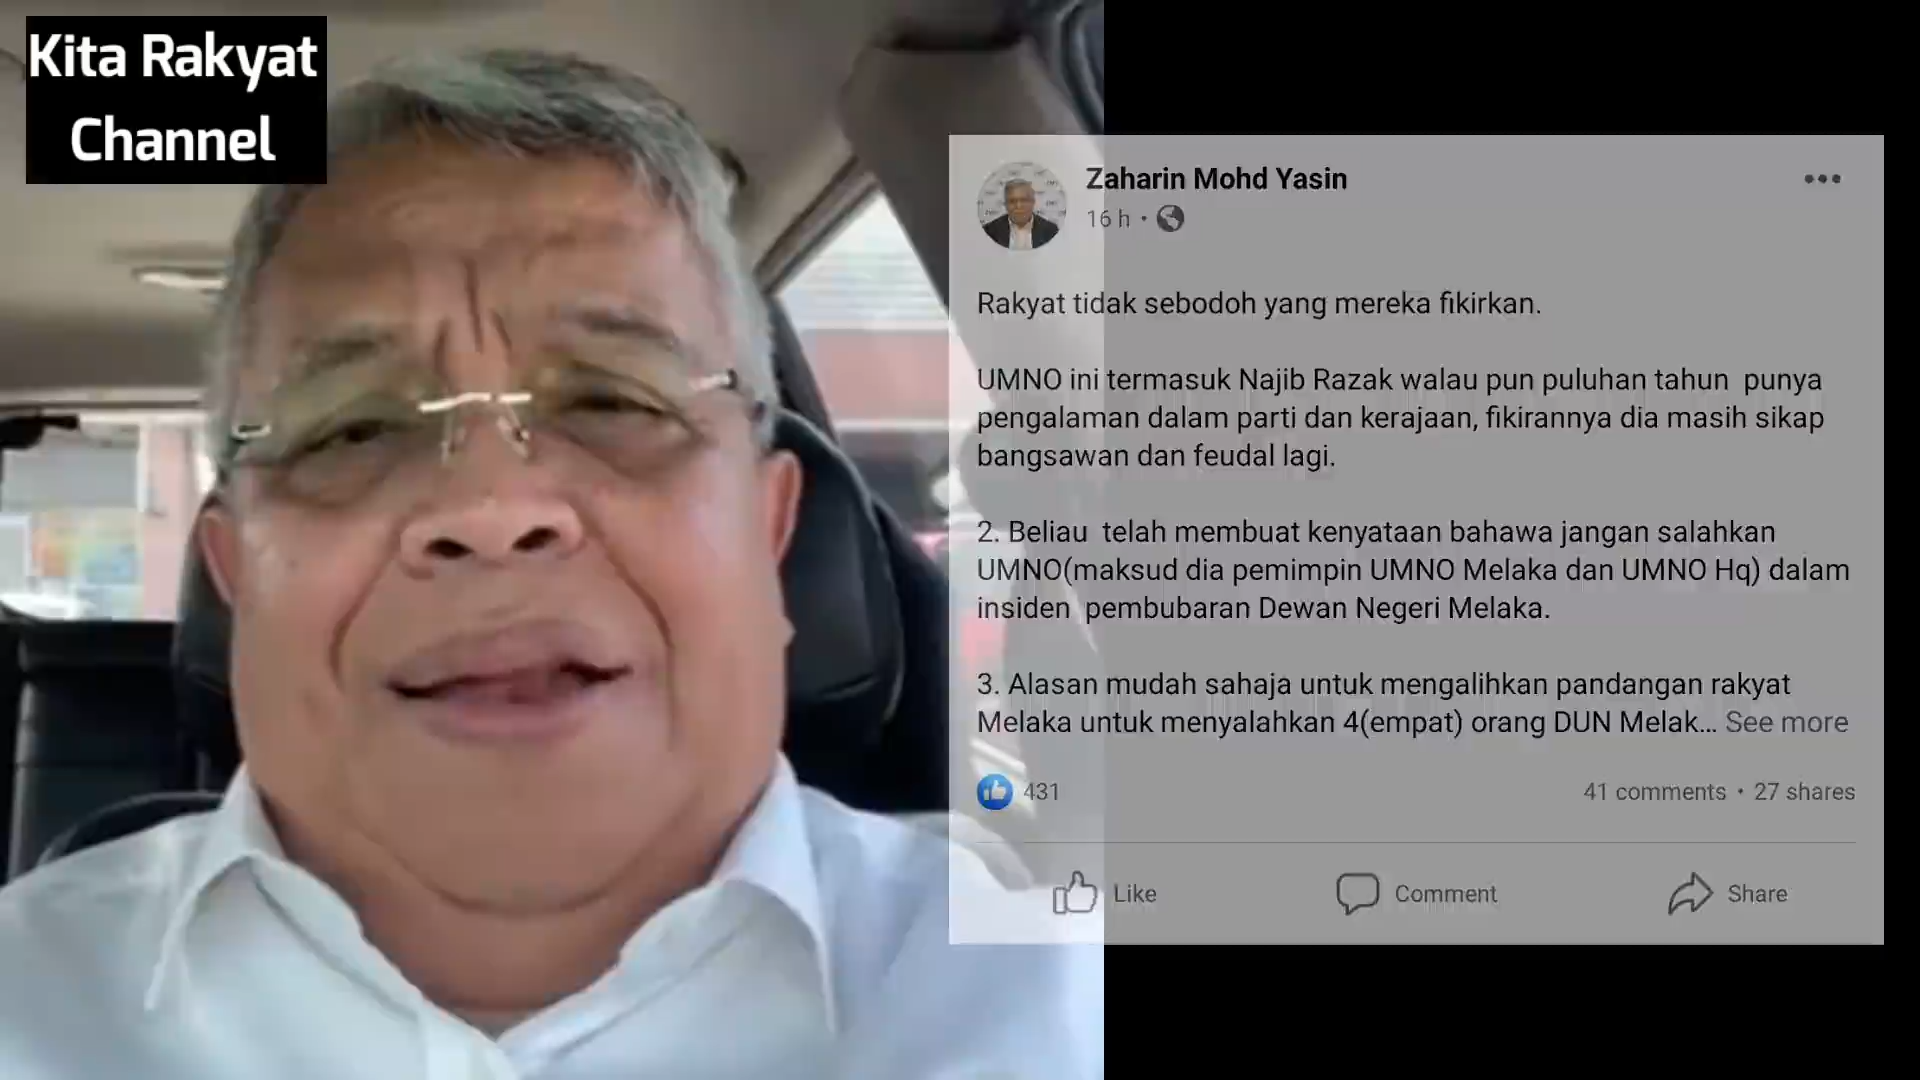 Kita Rakyat
Channel
Zaharin Mohd Yasin
16 h •
Rakyat tidak sebodoh yang mereka fikirkan.
UMNO ini termasuk Najib Razak walau pun puluhan tahun punya
pengalaman dalam parti dan kerajaan, fikirannya dia masih sikap
bangsawan dan feudal lagi.
2. Beliau telah membuat kenyataan bahawa jangan salahkan
UMNO(maksud dia pemimpin UMNO Melaka dan UMNO Hq) dalam
insiden pembubaran Dewan Negeri Melaka.
3. Alasan mudah sahaja untuk mengalihkan pandangan rakyat
Melaka untuk menyalahkan 4(empat) orang DUN Melak... See more
431
41 comments • 27 shares
Like
Comment
Share